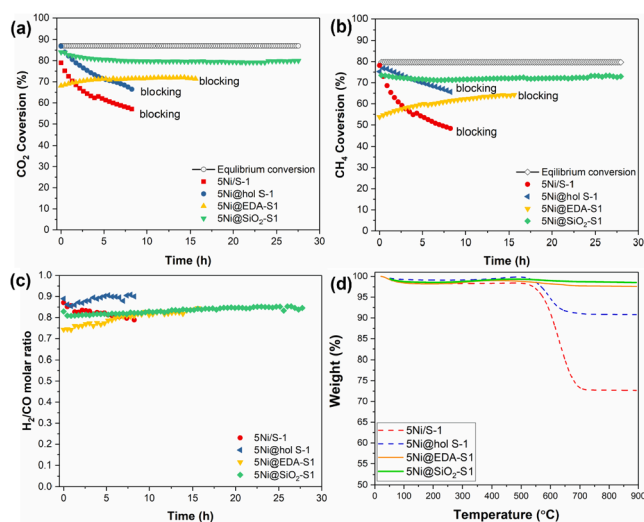 (a)
100
90
80
70
60
50
40
30
20
10
0
CO₂ Coversion (%)
blocking
blocking
blocking
Equlibrium conversion
5Ni/S-1
5Ni@hol S-1
5Ni@EDA-S1
5Ni@SiO₂-S1
0 5 10 15 20 25 30
Time (h)
(b)
100
90
80
70
60
50
40
30
20
10
0
CH₄ Coversion (%)
blocking
blocking
blocking
Eqilibrium conversion
5Ni/S-1
5Ni@hol S-1
5Ni@EDA-S1
5Ni@SiO₂-S1
0 5 10 15 20 25 30
Time (h)
(c)
1.0
0.9
0.8
0.7
0.6
0.5
0.4
0.3
0.2
0.1
0.0
H₂/CO molar ratio
5Ni/S-1
5Ni@hol S-1
5Ni@EDA-S1
5Ni@SiO₂-S1
0 5 10 15 20 25 30
Time (h)
(d)
100
95
90
85
80
75
70
65
60
Weight (%)
5Ni/S-1
5Ni@hol S-1
5Ni@EDA-S1
5Ni@SiO₂-S1
0 100 200 300 400 500 600 700 800 900
Temperature (°C)